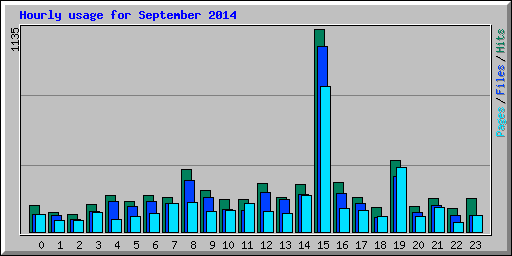 Hourly usage for September 2014
1135
Pages/Files/Hits
0 1 2 3 4 5 6 7 8 9 10 11 12 13 14 15 16 17 18 19 20 21 22 23